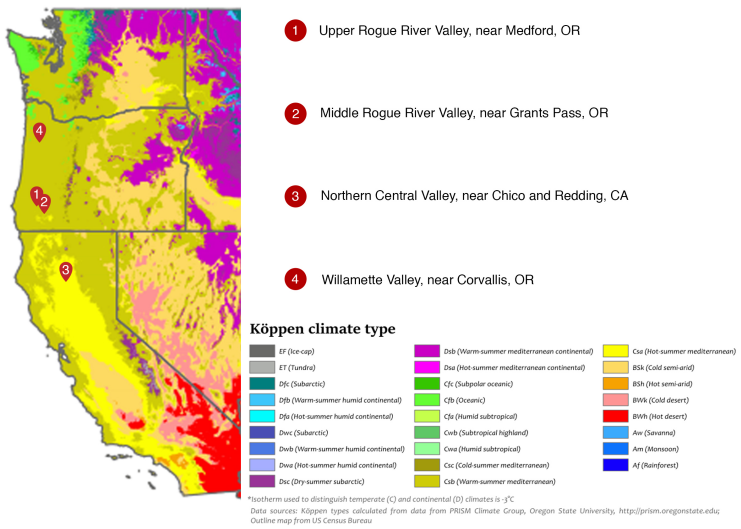 1 Upper Rogue River Valley, near Medford, OR
2 Middle Rogue River Valley, near Grants Pass, OR
3 Northern Central Valley, near Chico and Redding, CA
4 Willamette Valley, near Corvallis, OR
4
1
2
3
Köppen climate type
EF (Ice-cap)
ET (Tundra)
Dfc (Subarctic)
Dfb (Warm-summer humid continental)
Dfa (Hot-summer humid continental)
Dwc (Subarctic)
Dwb (Warm-summer humid continental)
Dwa (Hot-summer humid continental)
Dsc (Dry-summer subarctic)
Dsb (Warm-summer mediterranean continental)
Dsa (Hot-summer mediterranean continental)
Cfc (Subpolar oceanic)
Cfb (Oceanic)
Cfa (Humid subtropical)
Cwb (Subtropical highland)
Cwa (Humid subtropical)
Csc (Cold-summer mediterranean)
Csb (Warm-summer mediterranean)
Csa (Hot-summer mediterranean)
BSk (Cold semi-arid)
BSh (Hot semi-arid)
BWk (Cold desert)
BWh (Hot desert)
Aw (Savanna)
Am (Monsoon)
Af (Rainforest)
*Isotherm used to distinguish temperate (C) and continental (D) climates is -3°C
Data sources: Köppen types calculated from data from PRISM Climate Group, Oregon State University, http://prism.oregonstate.edu;
Outline map from US Census Bureau